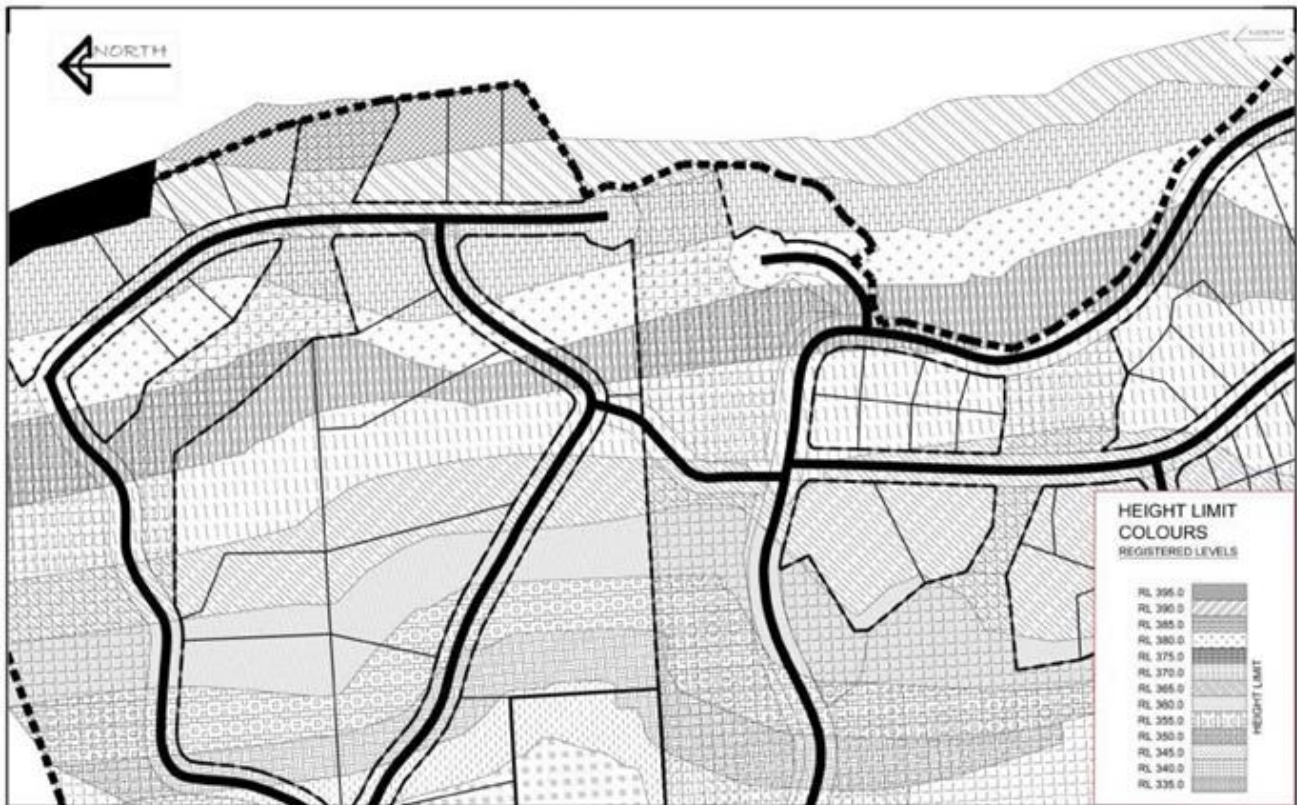 NORTH
NORTH
HEIGHT LIMIT
COLOURS
REGISTERED LEVELS
RL 395.0
RL 390.0
RL 385.0
RL 380.0
RL 375.0
RL 370.0
RL 365.0
RL 360.0
RL 355.0
RL 350.0
RL 345.0
RL 340.0
RL 335.0
HEIGHT LIMIT